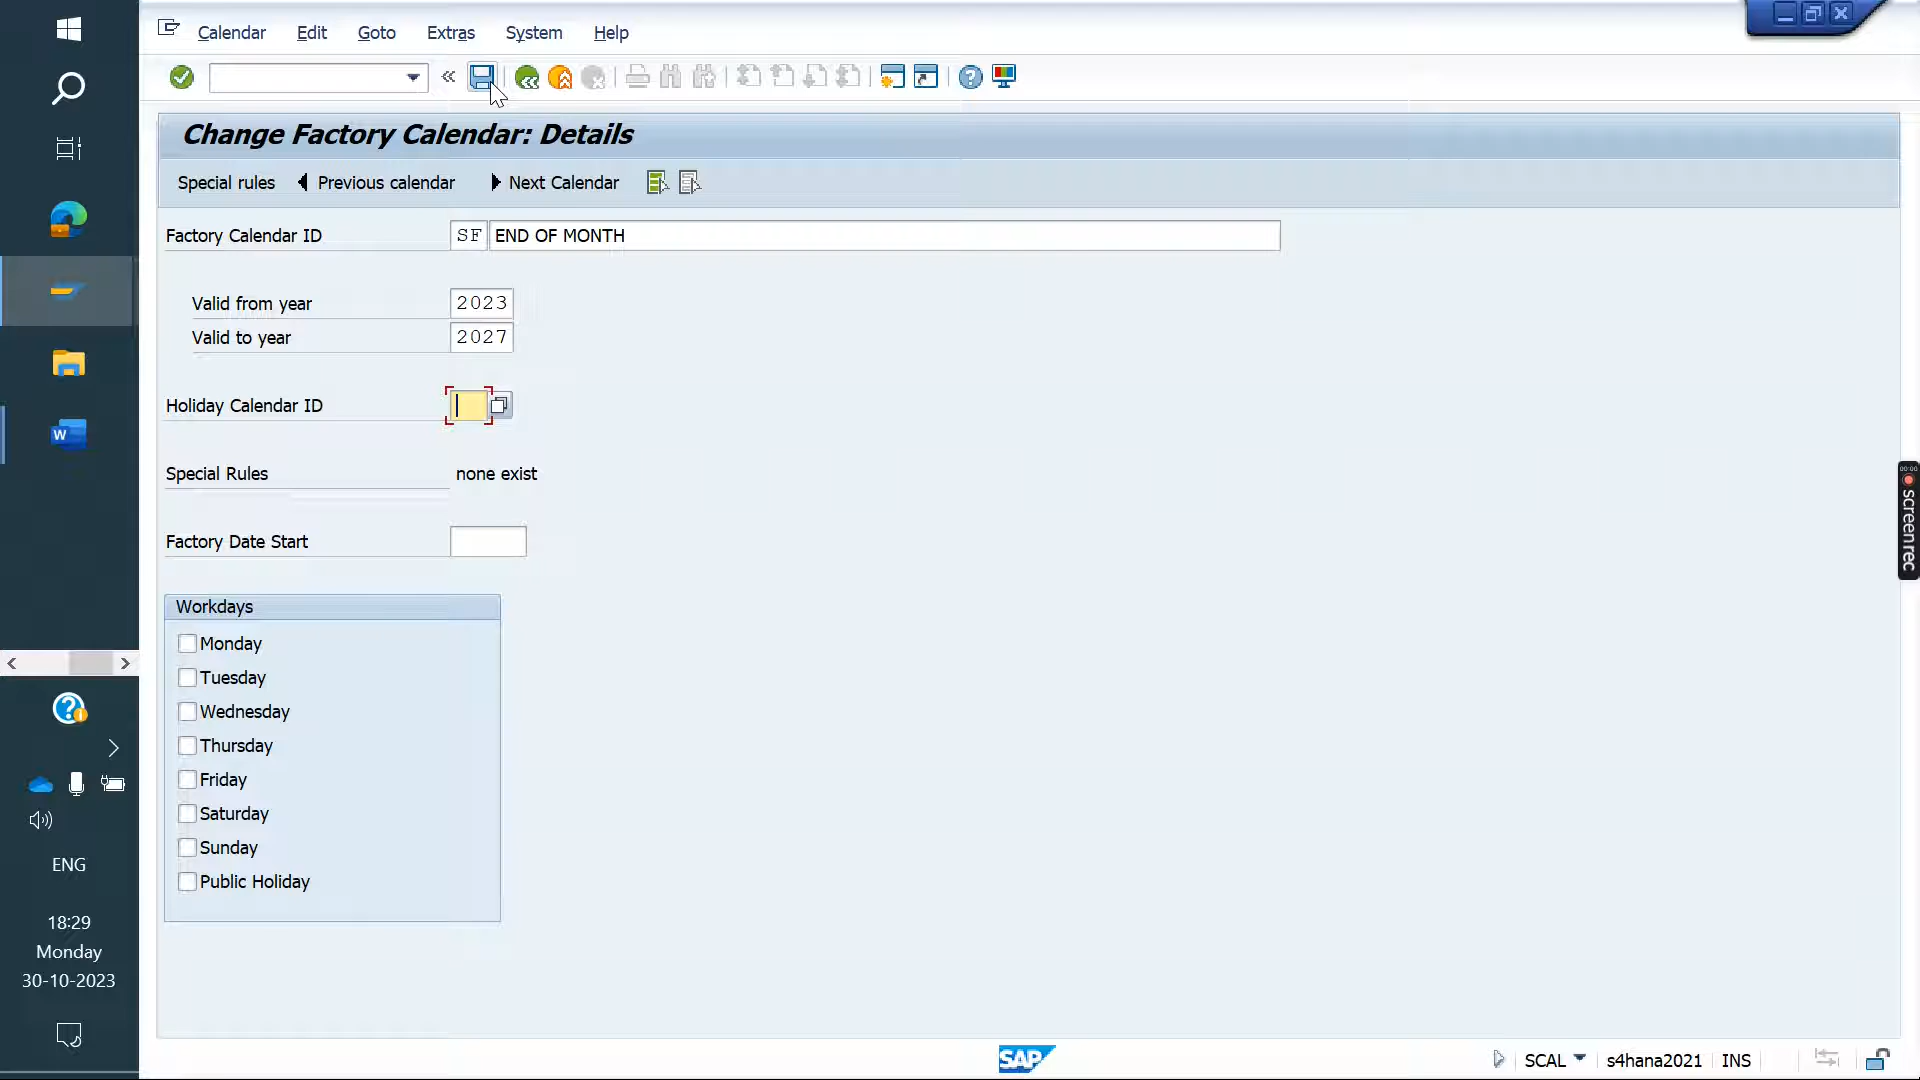 Calendar Edit Goto Extras System Help
Change Factory Calendar: Details
Special rules Previous calendar Next Calendar
Factory Calendar ID SF END OF MONTH
Valid from year 2023
Valid to year 2027
Holiday Calendar ID
Special Rules none exist
Factory Date Start
Workdays
Monday
Tuesday
Wednesday
Thursday
Friday
Saturday
Sunday
Public Holiday
W
ENG
18:29
Monday
30-10-2023
00:00
screenrec
SAP
SCAL s4hana2021 INS